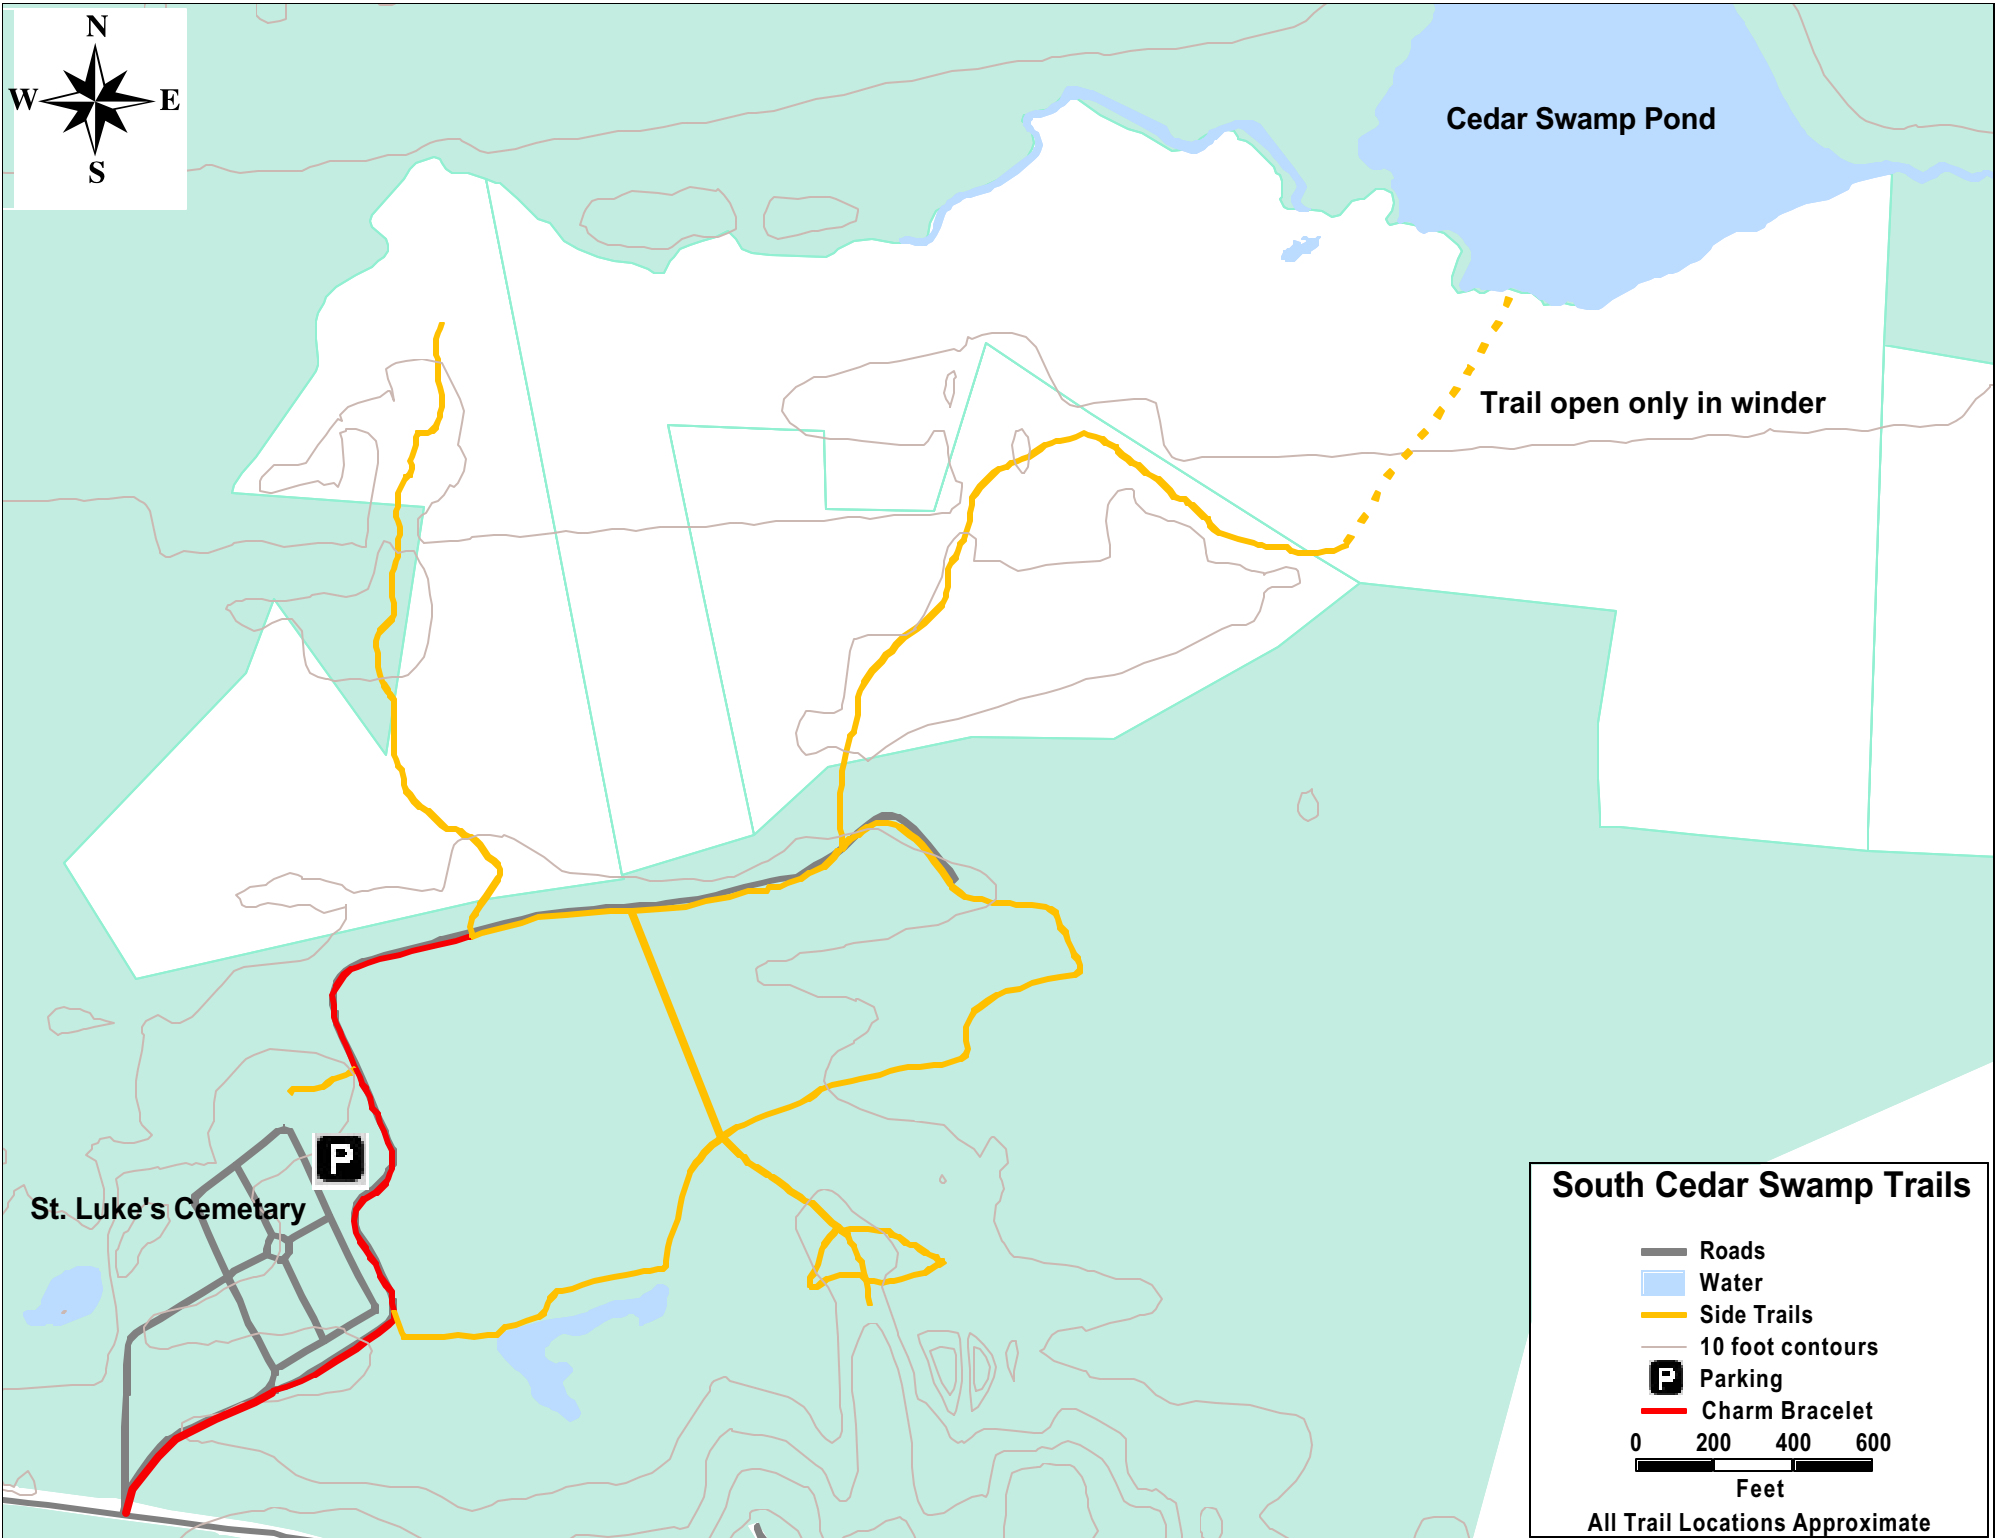 N
W E
S
Cedar Swamp Pond
Trail open only in winder
P
St. Luke's Cemetary
South Cedar Swamp Trails
Roads
Water
Side Trails
10 foot contours
P Parking
Charm Bracelet
0 200 400 600
Feet
All Trail Locations Approximate